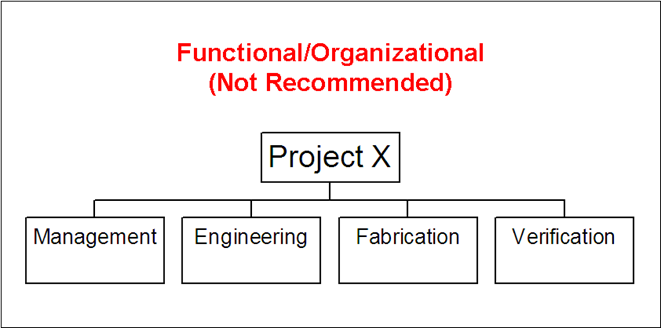 Functional/Organizational
(Not Recommended)
Project X
Management
Engineering
Fabrication
Verification